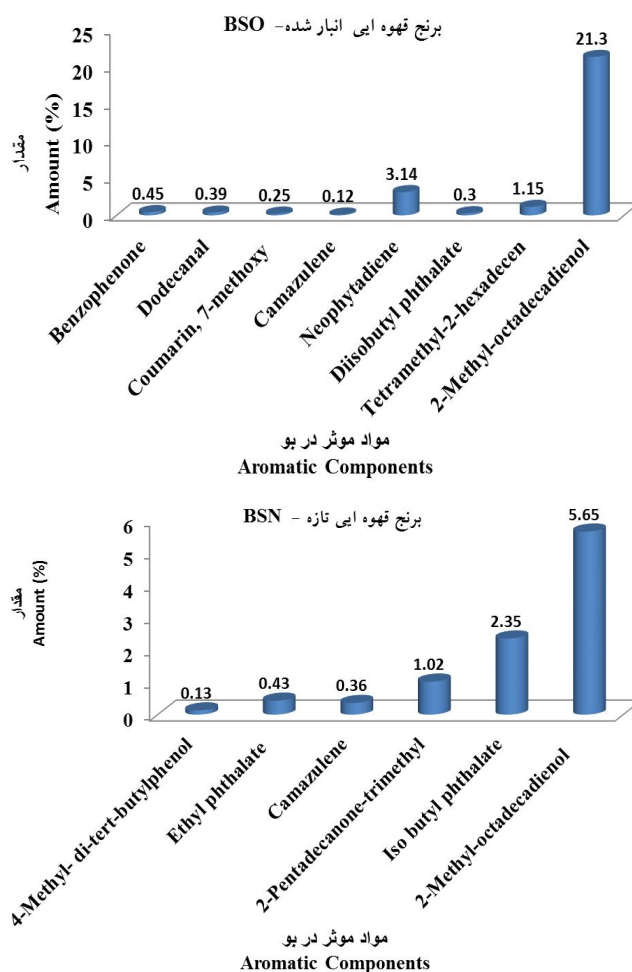 برنج قهوه ایی انبار شده- BSO
مقدار
Amount (%)
25
20
15
10
5
0
0.45
0.39
0.25
0.12
3.14
0.3
1.15
21.3
Benzophenone
Dodecanal
Coumarin, 7-methoxy
Camazulene
Neophytadiene
Diisobutyl phthalate
Tetramethyl-2-hexadecen
2-Methyl-octadecadienol
مواد موثر در بو
Aromatic Components
برنج قهوه ایی تازه - BSN
مقدار
Amount (%)
6
5
4
3
2
1
0
0.13
0.43
0.36
1.02
2.35
5.65
4-Methyl- di-tert-butylphenol
Ethyl phthalate
Camazulene
2-Pentadecanone-trimethyl
Iso butyl phthalate
2-Methyl-octadecadienol
مواد موثر در بو
Aromatic Components